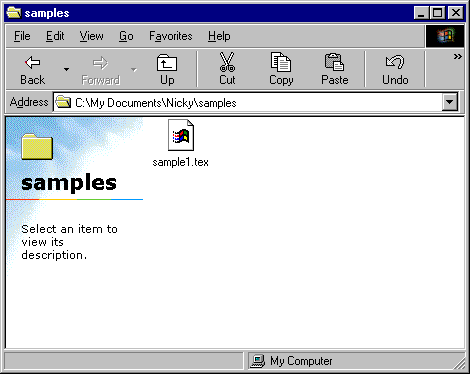 samples
File Edit View Go Favorites Help
Back Forward Up Cut Copy Paste Undo »
Address C:\My Documents\Nicky\samples
sample1.tex
samples
Select an item to
view its
description.
My Computer